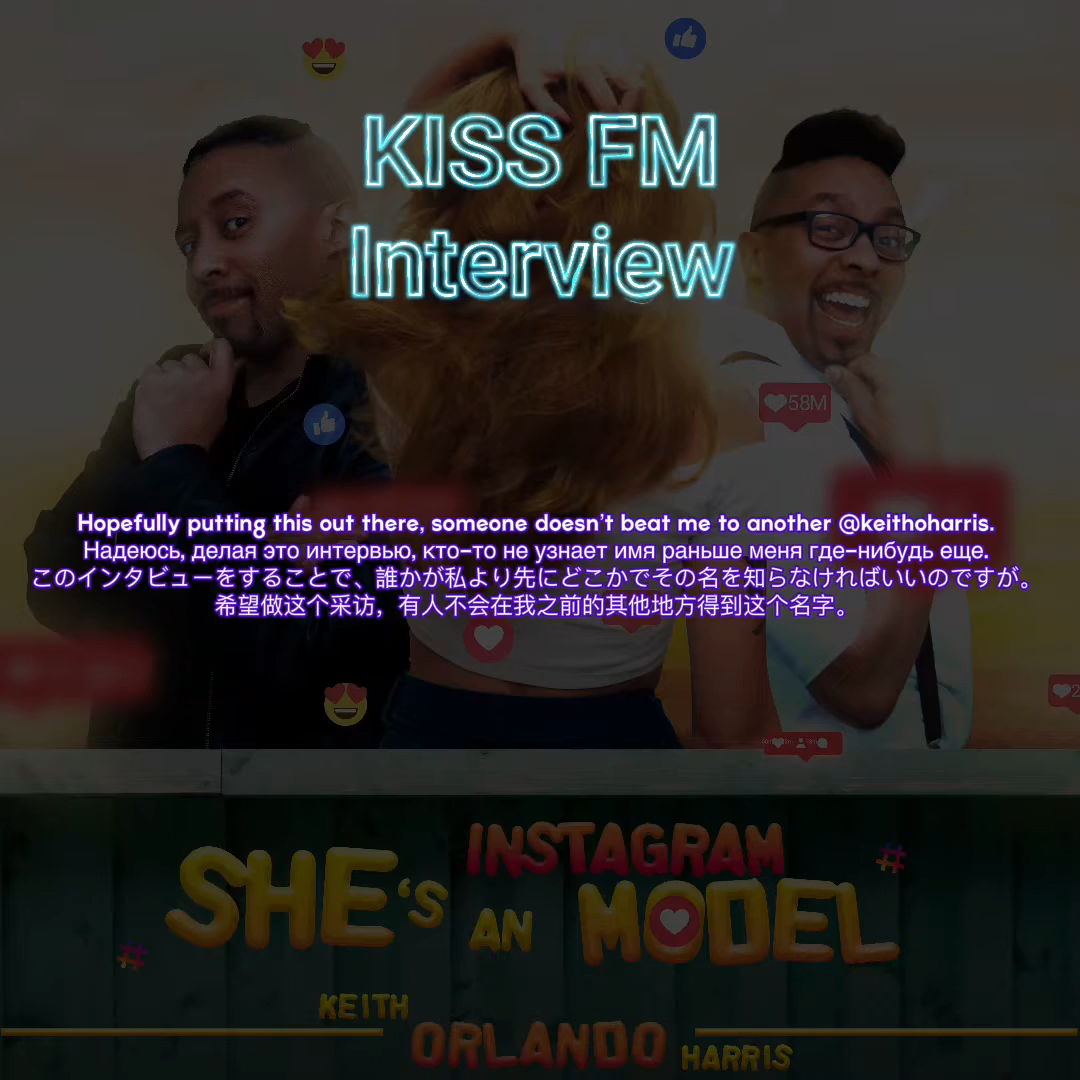 KISS FM
Interview
58M
Hopefully putting this out there, someone doesn't beat me to another @keithoharris.
Надеюсь, делая это интервью, кто-то не узнает имя раньше меня где-нибудь еще.
このインタビューをすることで、誰かが私より先にどこかでその名を知らなければいいのですが。
希望做这个采访，有人不会在我之前的其他地方得到这个名字。
2
INSTAGRAM
SHE'S AN MODEL
#
#
KEITH
ORLANDO
HARRIS